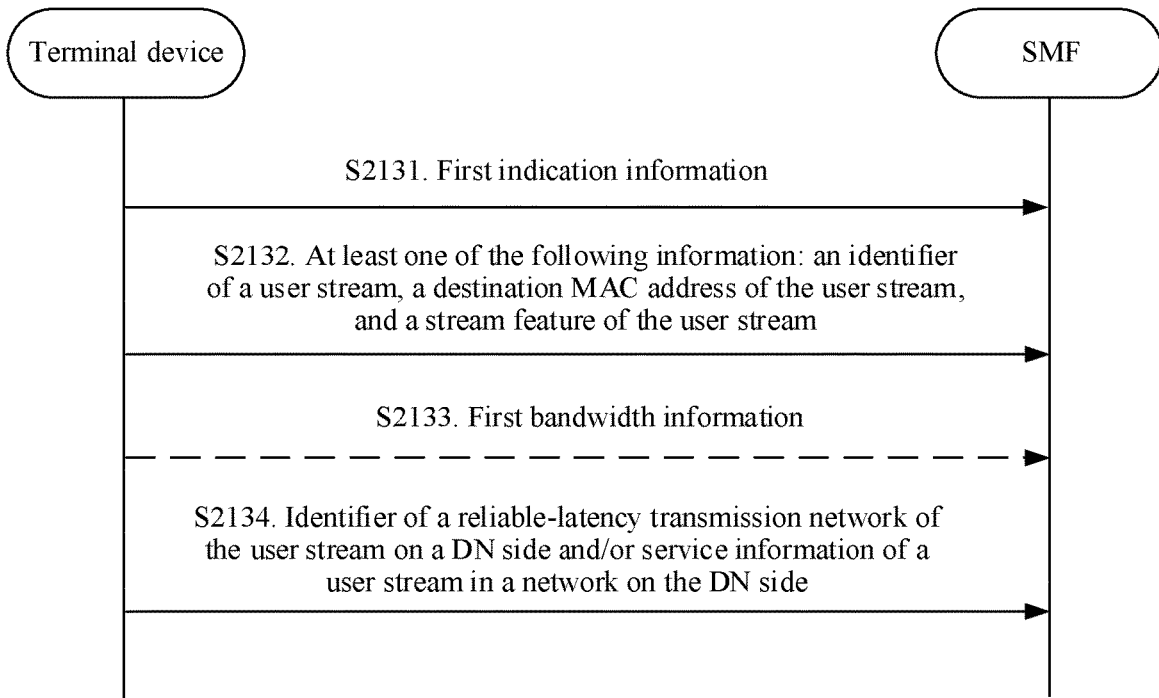 Terminal device
SMF
S2131. First indication information
S2132. At least one of the following information: an identifier
of a user stream, a destination MAC address of the user stream,
and a stream feature of the user stream
S2133. First bandwidth information
S2134. Identifier of a reliable-latency transmission network of
the user stream on a DN side and/or service information of a
user stream in a network on the DN side